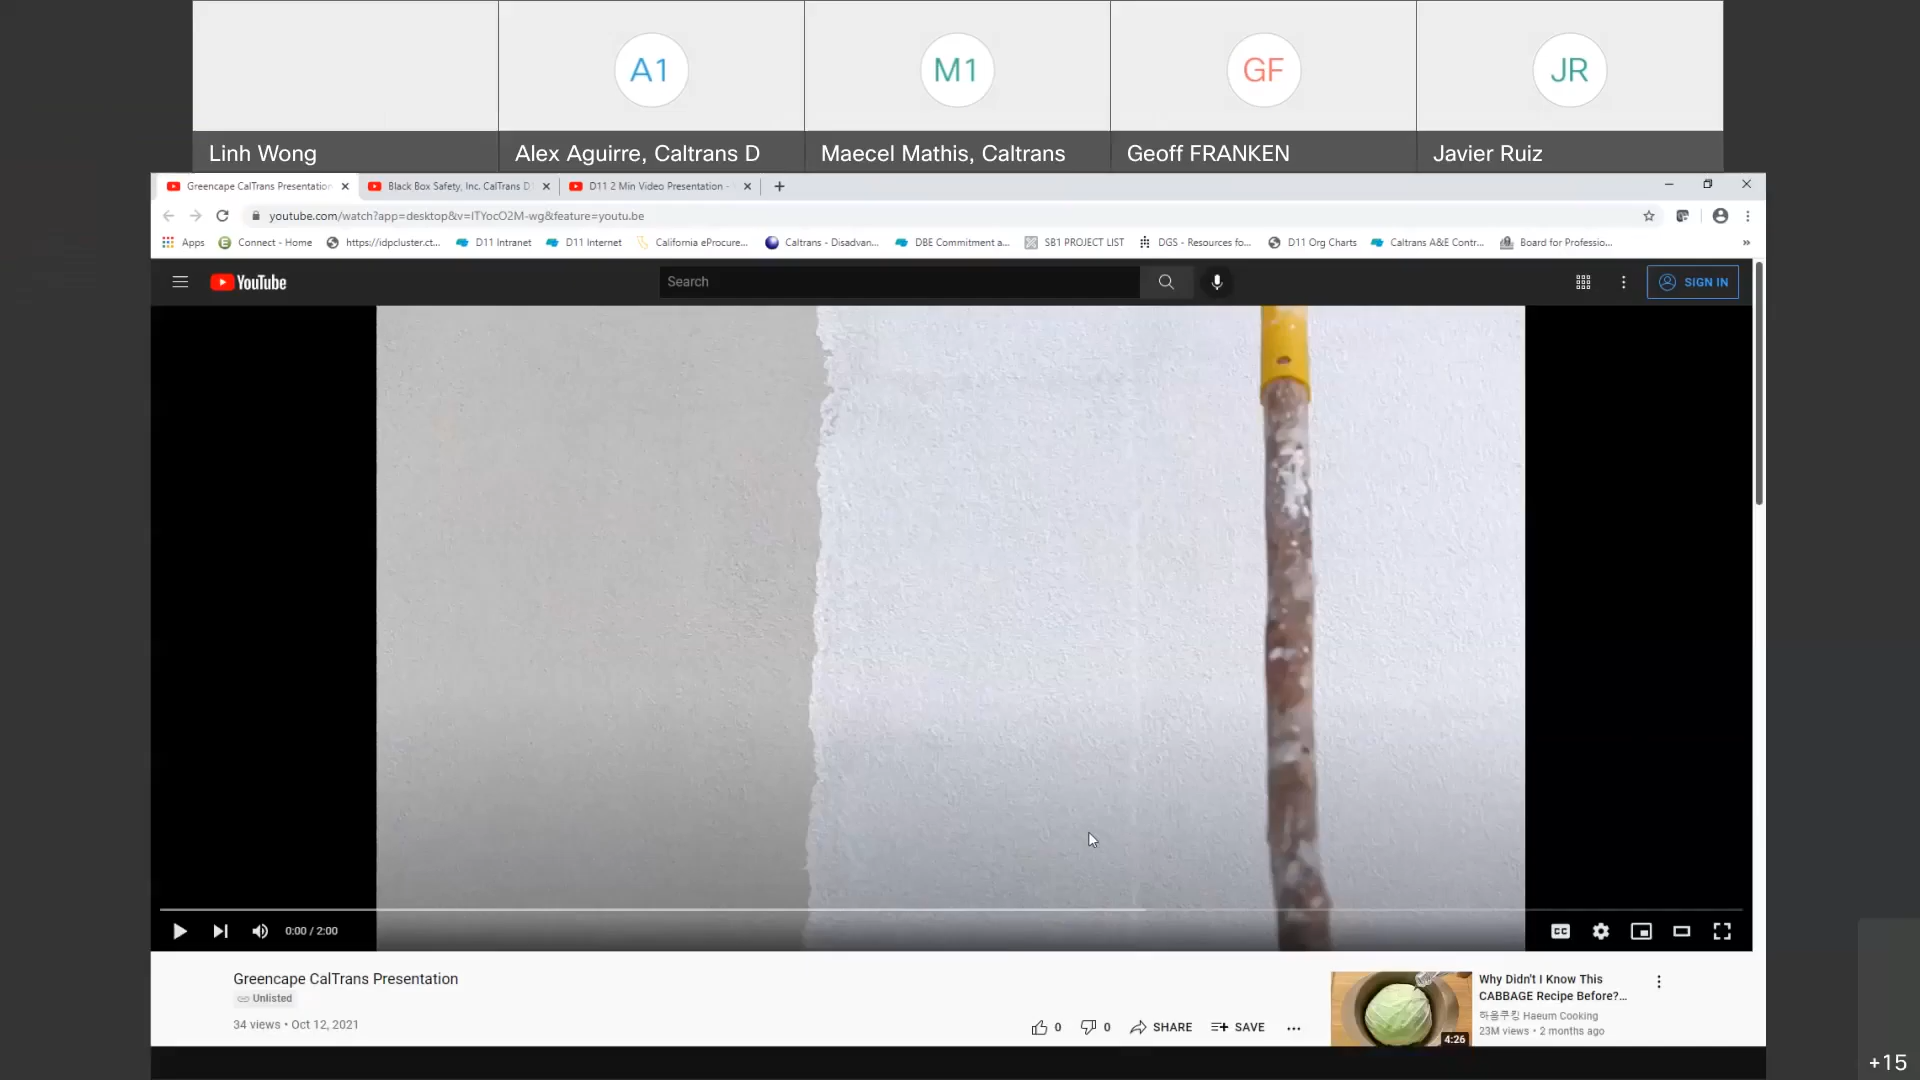 A1
M1
GF
JR
Linh Wong
Alex Aguirre, Caltrans D
Maecel Mathis, Caltrans
Geoff FRANKEN
Javier Ruiz
Greencape CalTrans Presentation
Black Box Safety, Inc. CalTrans D
D11 2 Min Video Presentation -
youtube.com/watch?app=desktop&v=ITYocO2M-wg&feature=youtu.be
Apps
Connect - Home
https://idpcluster.ct...
D11 Intranet
D11 Internet
California eProcure...
Caltrans - Disadvan...
DBE Commitment a...
SB1 PROJECT LIST
DGS - Resources fo...
D11 Org Charts
Caltrans A&E Contr...
Board for Professio...
»
YouTube
Search
SIGN IN
0:00 / 2:00
CC
Greencape CalTrans Presentation
Unlisted
34 views • Oct 12, 2021
0
0
SHARE
SAVE
Why Didn't I Know This
CABBAGE Recipe Before?...
하음쿠킹 Haeum Cooking
23M views • 2 months ago
4:26
+15